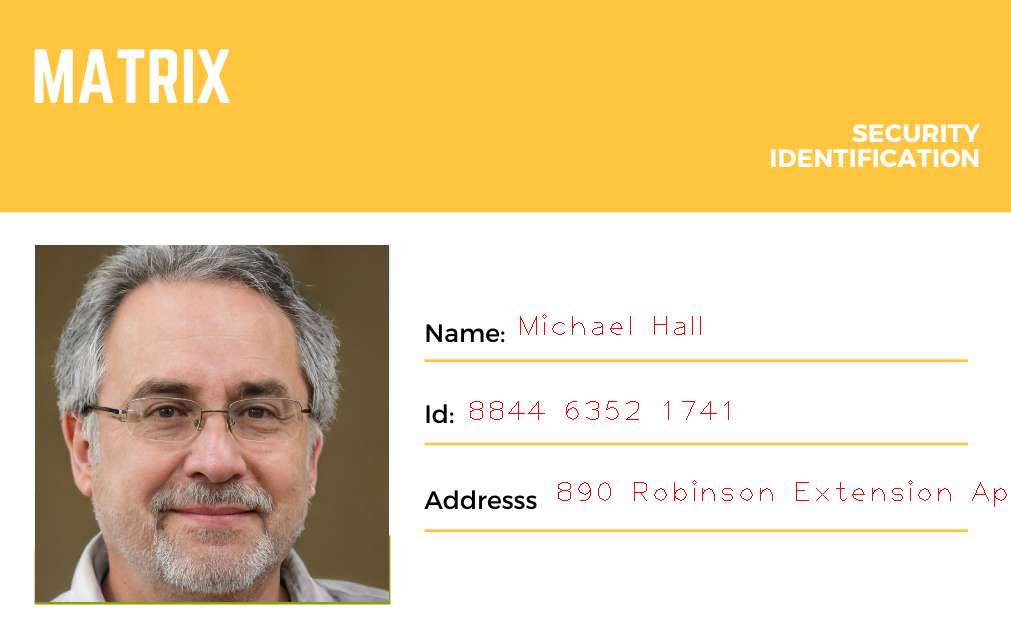 MATRIX
SECURITY
IDENTIFICATION
Name: Michael Hall
Id: 8844 6352 1741
Addresss 890 Robinson Extension Ap